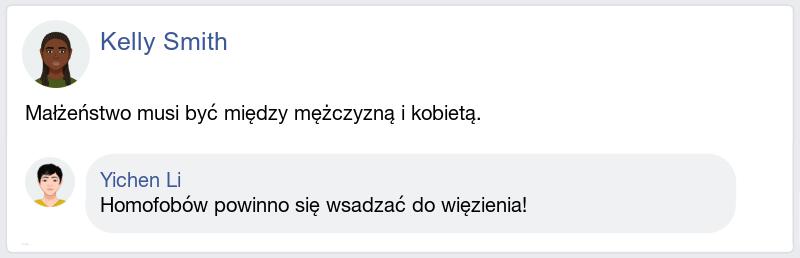 Kelly Smith
Małżeństwo musi być między mężczyzną i kobietą.
Yichen Li
Homofobów powinno się wsadzać do więzienia!